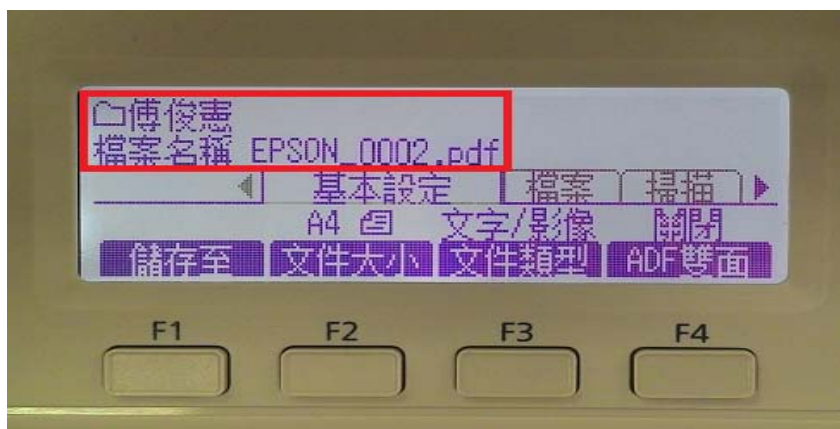 傅俊憲
檔案名稱 EPSON_0002.pdf
基本設定 檔案 掃描
A4 文字/影像 關閉
儲存至 文件大小 文件類型 ADF雙面
F1 F2 F3 F4